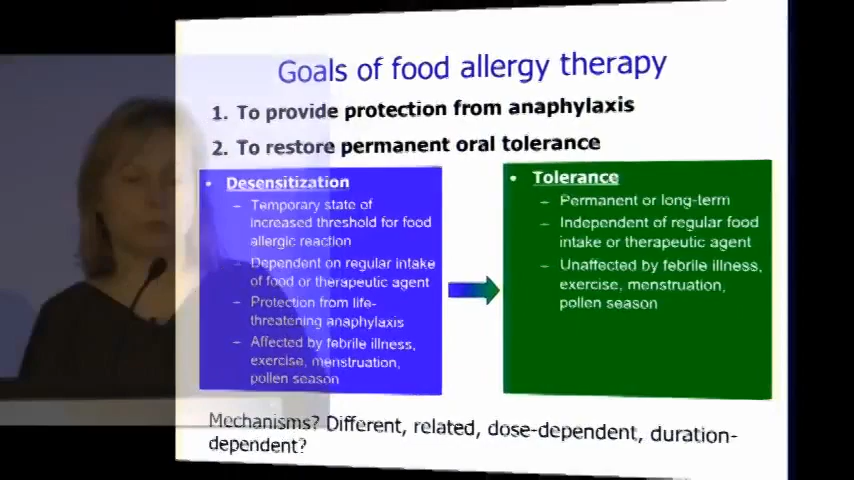 Goals of food allergy therapy
1. To provide protection from anaphylaxis
2. To restore permanent oral tolerance
• Desensitization
– Temporary state of
increased threshold for food
allergic reaction
– Dependent on regular intake
of food or therapeutic agent
– Protection from life-
threatening anaphylaxis
– Affected by febrile illness,
exercise, menstruation,
pollen season
• Tolerance
– Permanent or long-term
– Independent of regular food
intake or therapeutic agent
– Unaffected by febrile illness,
exercise, menstruation,
pollen season
Mechanisms? Different, related, dose-dependent, duration-
dependent?